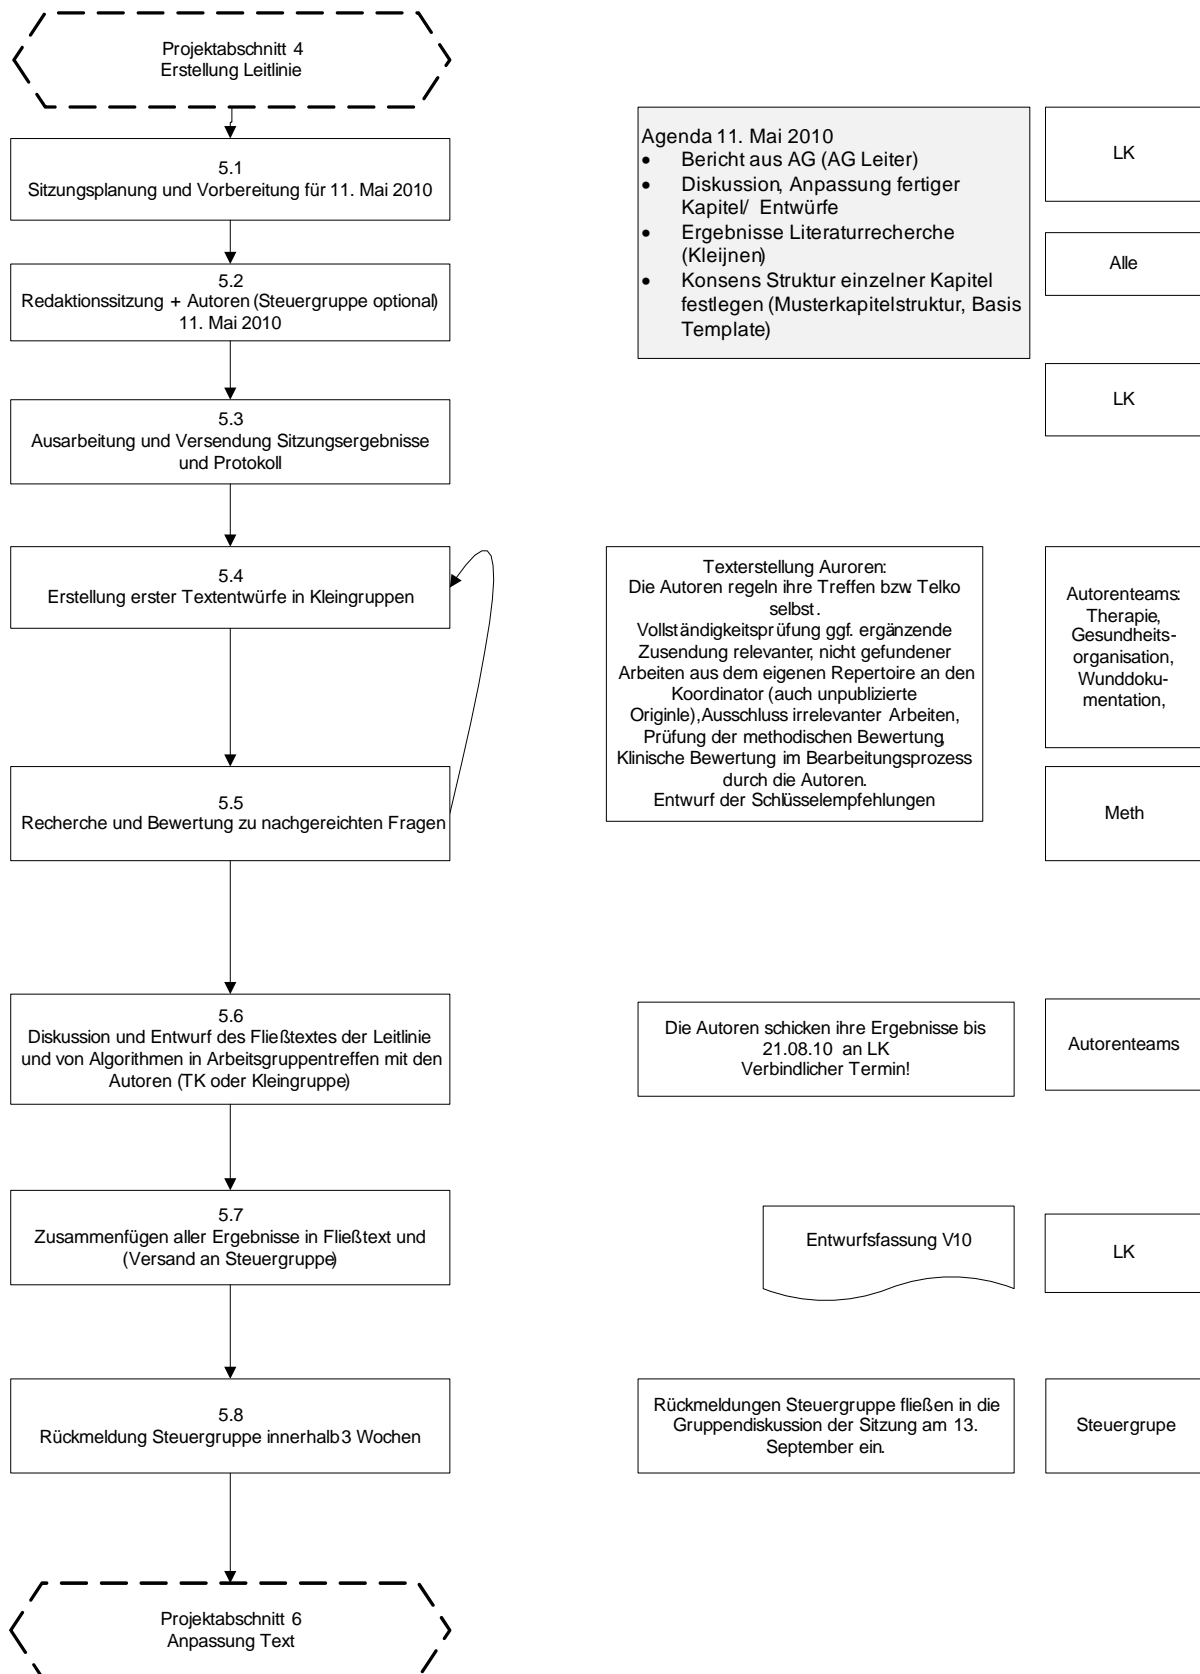 Projektabschnitt 4
Erstellung Leitlinie
5.1
Sitzungsplanung und Vorbereitung für 11. Mai 2010
Agenda 11. Mai 2010
• Bericht aus AG (AG Leiter)
• Diskussion, Anpassung fertiger
Kapitel/ Entwürfe
• Ergebnisse Literaturrecherche
(Kleijnen)
• Konsens Struktur einzelner Kapitel
festlegen (Musterkapitelstruktur, Basis
Template)
LK
5.2
Redaktionssitzung + Autoren (Steuergruppe optional)
11. Mai 2010
Alle
5.3
Ausarbeitung und Versendung Sitzungsergebnisse
und Protokoll
LK
5.4
Erstellung erster Textentwürfe in Kleingruppen
Texterstellung Auroren:
Die Autoren regeln ihre Treffen bzw. Telko
selbst.
Vollständigkeitsprüfung ggf. ergänzende
Zusendung relevanter, nicht gefundener
Arbeiten aus dem eigenen Repertoire an den
Koordinator (auch unpublizierte
Originle),Ausschluss irrelevanter Arbeiten,
Prüfung der methodischen Bewertung,
Klinische Bewertung im Bearbeitungsprozess
durch die Autoren.
Entwurf der Schlüsselempfehlungen
Autorenteams:
Therapie,
Gesundheits-
organisation,
Wunddoku-
mentation,
5.5
Recherche und Bewertung zu nachgereichten Fragen
Meth
5.6
Diskussion und Entwurf des Fließtextes der Leitlinie
und von Algorithmen in Arbeitsgruppentreffen mit den
Autoren (TK oder Kleingruppe)
Die Autoren schicken ihre Ergebnisse bis
21.08.10 an LK
Verbindlicher Termin!
Autorenteams
5.7
Zusammenfügen aller Ergebnisse in Fließtext und
(Versand an Steuergruppe)
Entwurfsfassung V10
LK
5.8
Rückmeldung Steuergruppe innerhalb 3 Wochen
Rückmeldungen Steuergruppe fließen in die
Gruppendiskussion der Sitzung am 13.
September ein.
Steuergrupe
Projektabschnitt 6
Anpassung Text